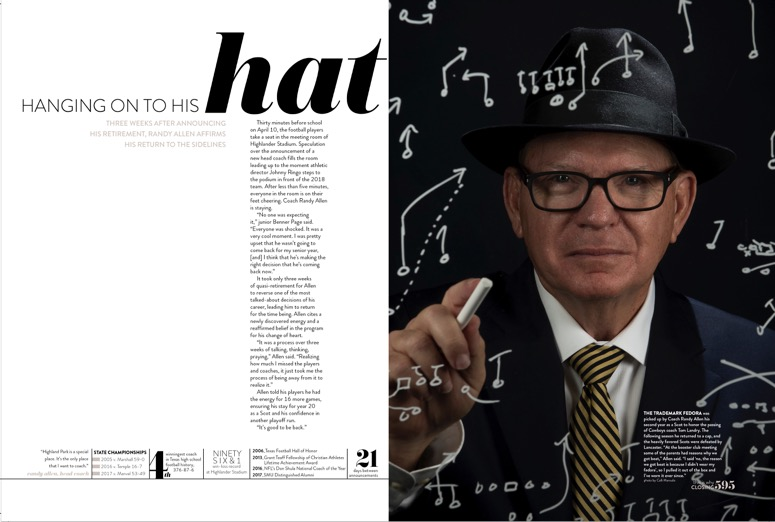 HANGING ON TO HIS hat
THREE WEEKS AFTER ANNOUNCING
HIS RETIREMENT, RANDY ALLEN AFFIRMS
HIS RETURN TO THE SIDELINES
Thirty minutes before school
on April 10, the football players
take a seat in the meeting room of
Highlander Stadium. Speculation
over the announcement of a
new head coach fills the room
leading up to the moment athletic
director Johnny Ringo steps to
the podium in front of the 2018
team. After less than five minutes,
everyone in the room is on their
feet cheering. Coach Randy Allen
is staying.
"No one was expecting
it," junior Benner Page said.
"Everyone was shocked. It was a
very cool moment. I was pretty
upset that he wasn't going to
come back for my senior year,
[and] I think that he's making the
right decision that he's coming
back now."
It took only three weeks
of quasi-retirement for Allen
to reverse one of the most
talked-about decisions of his
career, leading him to return
for the time being. Allen cites a
newly discovered energy and a
reaffirmed belief in the program
for his change of heart.
"It was a process over three
weeks of talking, thinking,
praying," Allen said. "Realizing
how much I missed the players
and coaches, it just took me the
process of being away from it to
realize it."
Allen told his players he had
the energy for 16 more games,
ensuring his stay for year 20
as a Scot and his confidence in
another playoff run.
"It's good to be back."
"Highland Park is a special
place. It's the only place
that I want to coach."
randy allen, head coach
STATE CHAMPIONSHIPS
2005 v. Marshall 59-0
2016 v. Temple 16-7
2017 v. Manvel 53-49
4th
winningest coach
in Texas high school
football history,
376-87-6
NINETY
SIX&1
win-loss record
at Highlander Stadium
2006, Texas Football Hall of Honor
2013, Grant Teaff Fellowship of Christian Athletes
Lifetime Achievement Award
2016, NFL's Don Shula National Coach of the Year
2017, SMU Distinguished Alumni
21
days between
announcements
THE TRADEMARK FEDORA was
picked up by Coach Randy Allen his
second year as a Scot to honor the passing
of Cowboys coach Tom Landry. The
following season he returned to a cap, and
the heavily favored Scots were defeated by
Lancaster. "At the booster club meeting
some of the parents said
we got beat," Allen said. "I said 'no, the reason
we got beat is because I didn't wear my
fedora', so I pulled it out of the box and
I've worn it ever since."
CLOSING 595